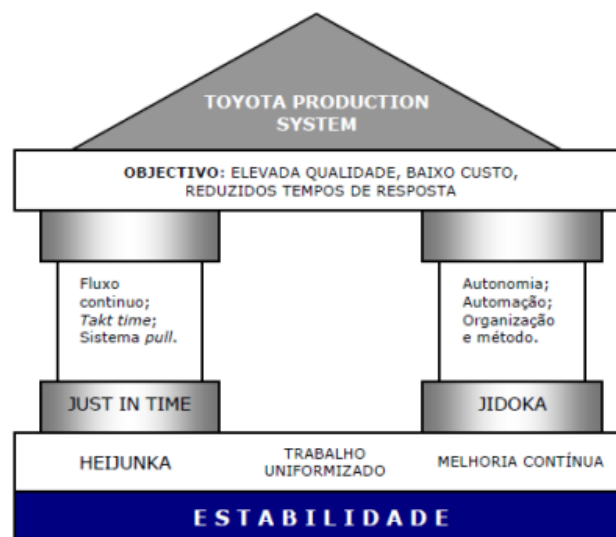 TOYOTA PRODUCTION
SYSTEM
OBJECTIVO: ELEVADA QUALIDADE, BAIXO CUSTO,
REDUZIDOS TEMPOS DE RESPOSTA
Fluxo
continuo;
Takt time;
Sistema pull.
JUST IN TIME
Autonomia;
Automação;
Organização
e método.
JIDOKA
HEIJUNKA
TRABALHO
UNIFORMIZADO
MELHORIA CONTÍNUA
ESTABILIDADE